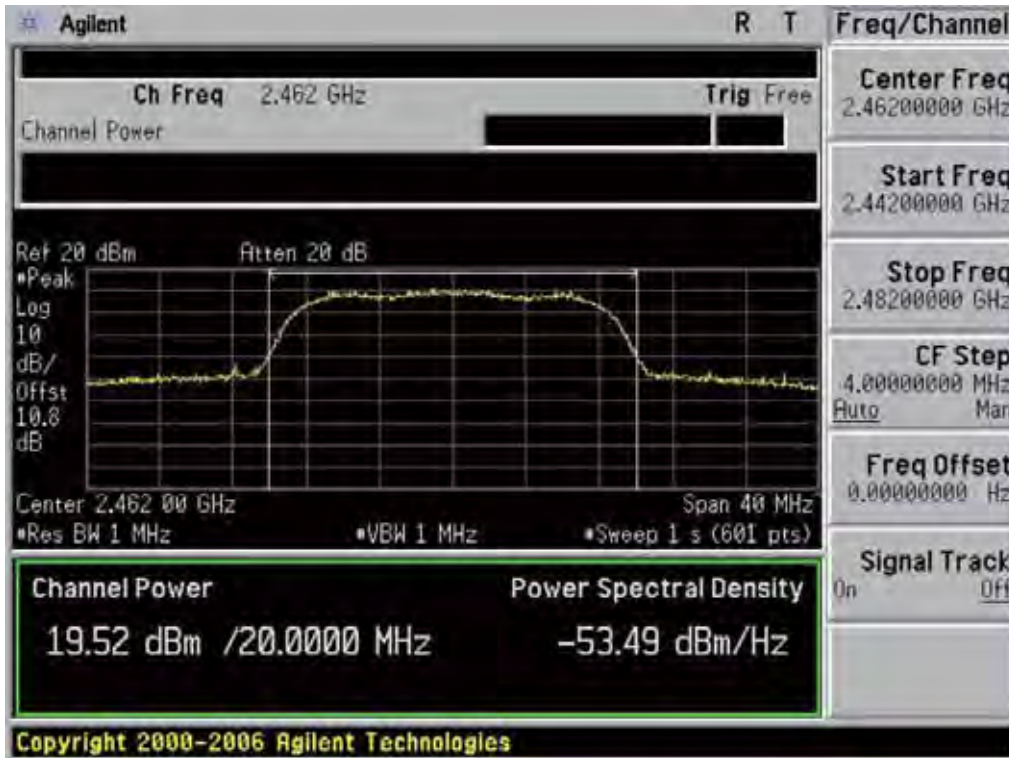 Agilent R T
Freq/Channel
Ch Freq 2.462 GHz Trig Free
Channel Power
Ref 20 dBm Atten 20 dB
#Peak
Log
10
dB/
Offst
10.8
dB
Center 2.462 00 GHz Span 40 MHz
#Res BW 1 MHz #VBW 1 MHz #Sweep 1 s (601 pts)
Channel Power Power Spectral Density
19.52 dBm /20.0000 MHz -53.49 dBm/Hz
Copyright 2000-2006 Agilent Technologies
Center Freq
2.46200000 GHz
Start Freq
2.44200000 GHz
Stop Freq
2.48200000 GHz
CF Step
4.00000000 MHz
Auto Man
Freq Offset
0.00000000 Hz
Signal Track
On Off